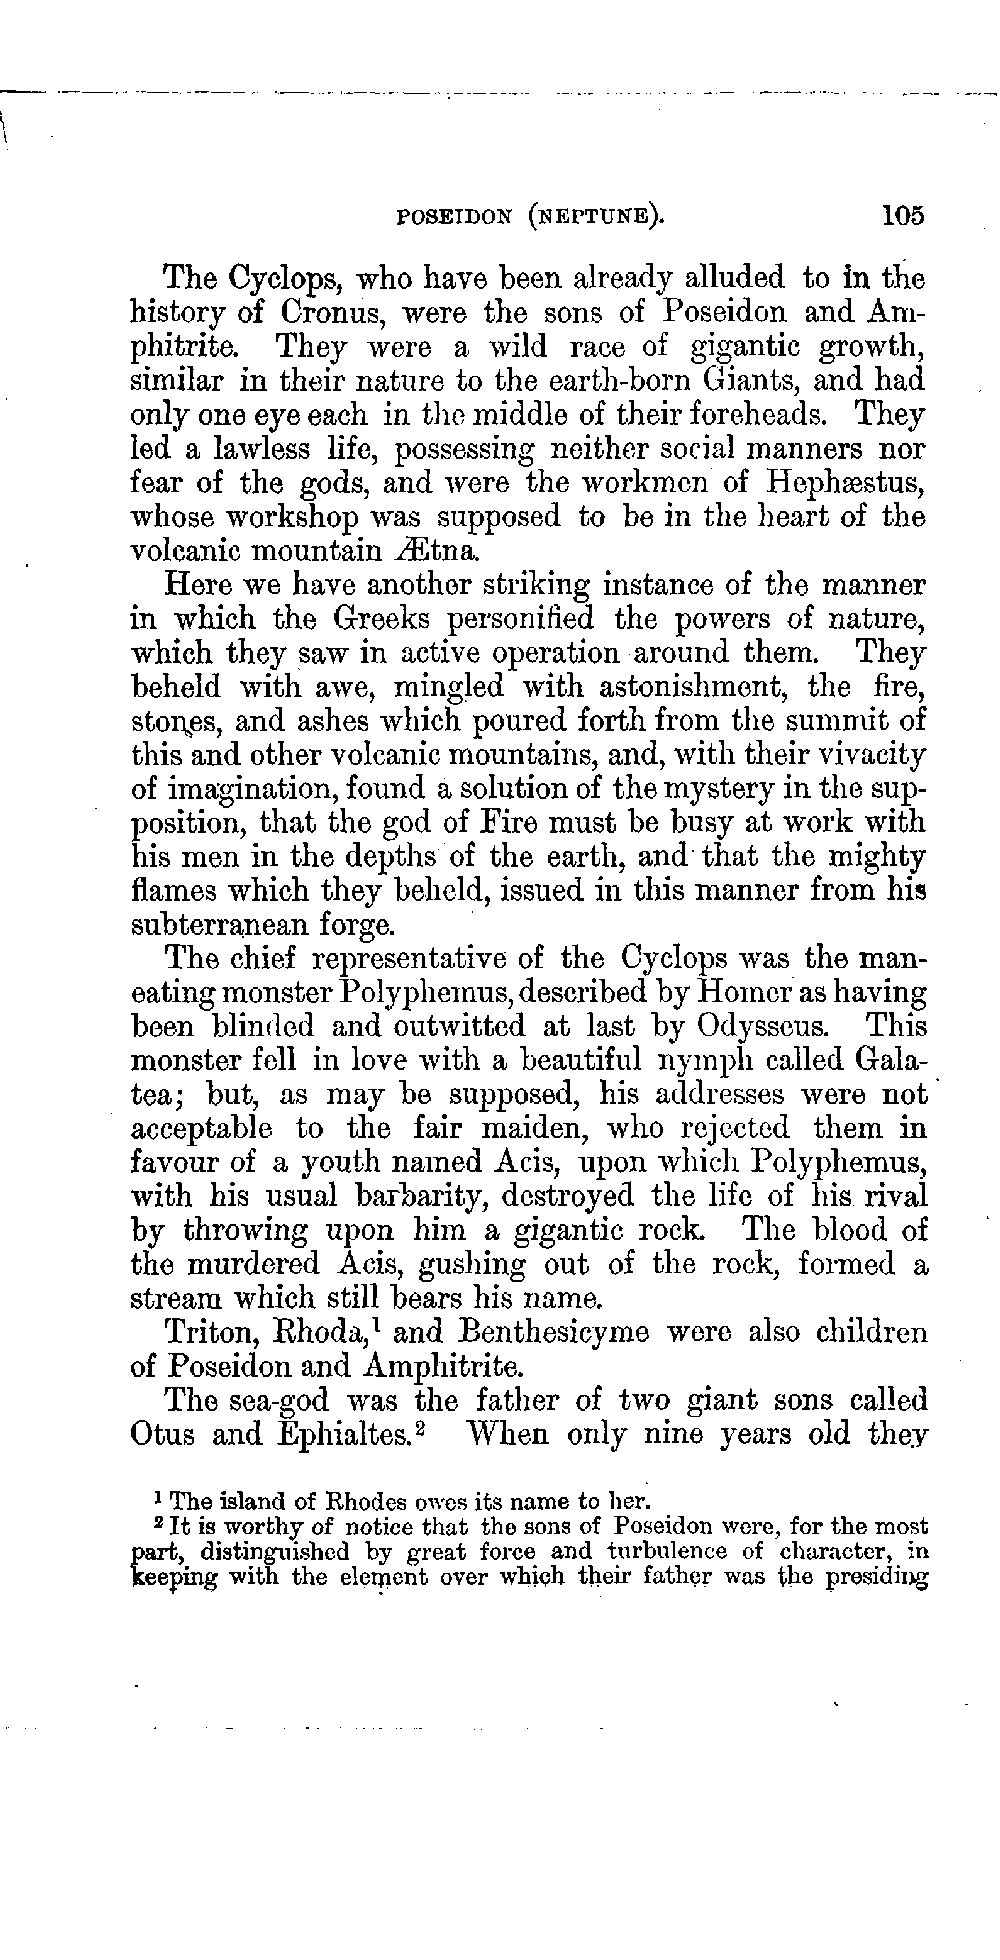 POSEIDON (NEPTUNE). 105
The Cyclops, who have been already alluded to in the
history of Cronus, were the sons of Poseidon and Am-
phitrite. They were a wild race of gigantic growth,
similar in their nature to the earth-born Giants, and had
only one eye each in the middle of their foreheads. They
led a lawless life, possessing neither social manners nor
fear of the gods, and were the workmen of Hephæstus,
whose workshop was supposed to be in the heart of the
volcanic mountain Ætna.
Here we have another striking instance of the manner
in which the Greeks personified the powers of nature,
which they saw in active operation around them. They
beheld with awe, mingled with astonishment, the fire,
stones, and ashes which poured forth from the summit of
this and other volcanic mountains, and, with their vivacity
of imagination, found a solution of the mystery in the sup-
position, that the god of Fire must be busy at work with
his men in the depths of the earth, and that the mighty
flames which they beheld, issued in this manner from his
subterranean forge.
The chief representative of the Cyclops was the man-
eating monster Polyphemus, described by Homer as having
been blinded and outwitted at last by Odysseus. This
monster fell in love with a beautiful nymph called Gala-
tea; but, as may be supposed, his addresses were not
acceptable to the fair maiden, who rejected them in
favour of a youth named Acis, upon which Polyphemus,
with his usual barbarity, destroyed the life of his rival
by throwing upon him a gigantic rock. The blood of
the murdered Acis, gushing out of the rock, formed a
stream which still bears his name.
Triton, Rhoda,¹ and Benthesicyme were also children
of Poseidon and Amphitrite.
The sea-god was the father of two giant sons called
Otus and Ephialtes.² When only nine years old they
¹ The island of Rhodes owes its name to her.
² It is worthy of notice that the sons of Poseidon were, for the most
part, distinguished by great force and turbulence of character, in
keeping with the element over which their father was the presiding